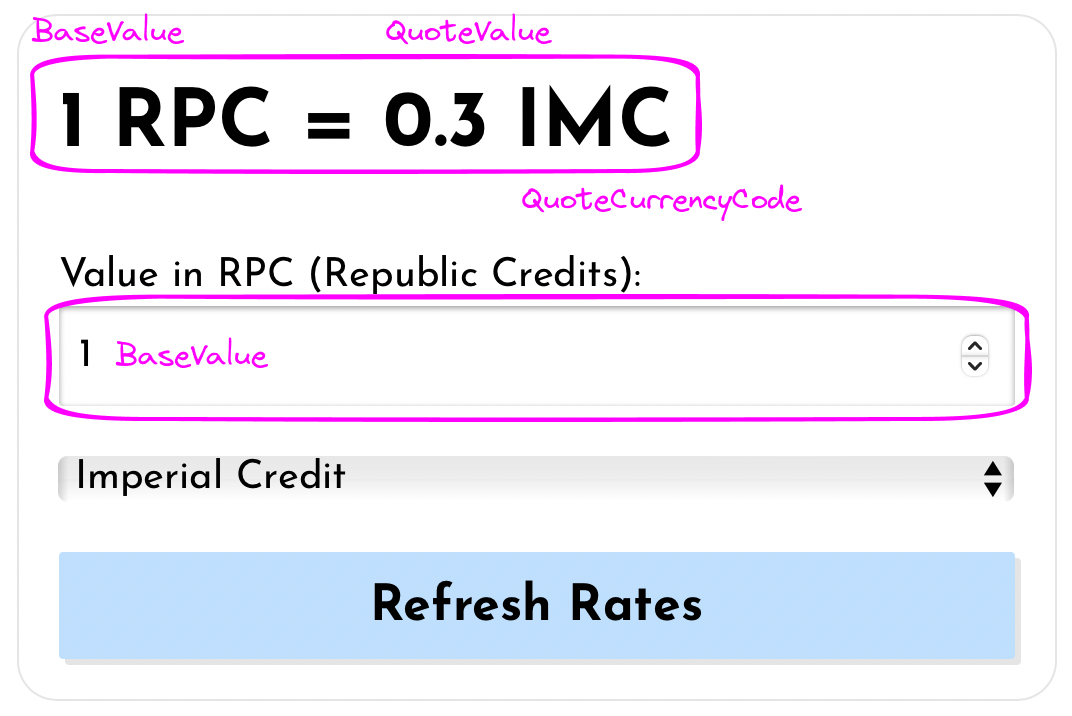 BaseValue QuoteValue
1 RPC = 0.3 IMC
QuoteCurrencyCode
Value in RPC (Republic Credits):
1 BaseValue
Imperial Credit
Refresh Rates